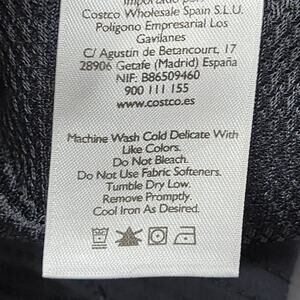 Importado por:
Costco Wholesale Spain S.L.U.
Poligono Empresarial Los
Gavilanes
C/ Agustin de Betancourt, 17
28906 Getafe (Madrid) España
NIF: B86509460
900 111 155
www.costco.es
Machine Wash Cold Delicate With
Like Colors.
Do Not Bleach.
Do Not Use Fabric Softeners.
Tumble Dry Low.
Remove Promptly.
Cool Iron As Desired.